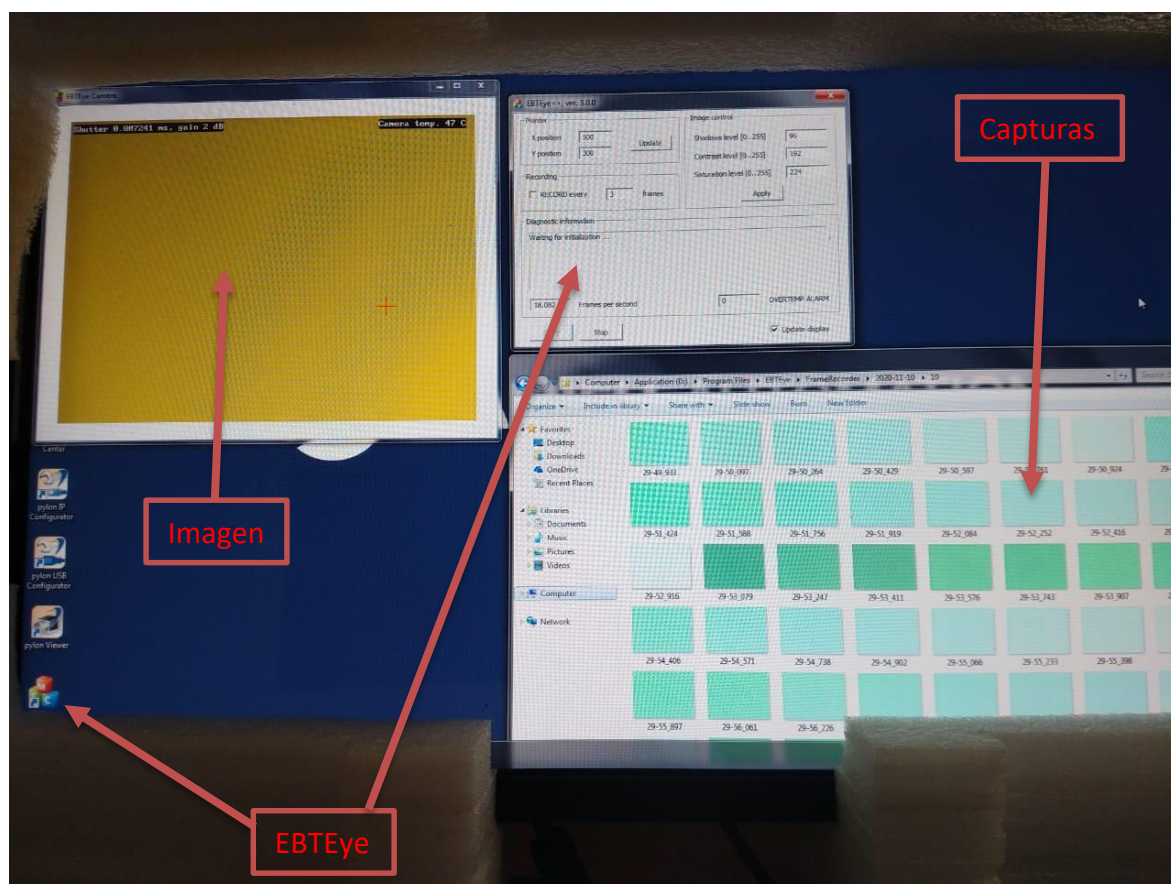 EBTEye Camera
Shutter 0.007241 ms, gain 2 dB
Camera temp. 47 C
Imagen
Center
pylon IP
Configurator
pylon USB
Configurator
pylon Viewer
EBTEye
EBTEye ++, ver. 3.0.0
Pointer
X position 500
Y position 300
Update
Recording
RECORD every 3 frames
Image control
Shadows level [0...255] 96
Contrast level [0...255] 192
Saturation level [0...255] 224
Apply
Diagnostic information
Waiting for initialization ...
18.082 Frames per second
0 OVERTEMP ALARM
Stop
Update display
Capturas
Computer Application (D:) Program Files EBTEye FrameRecorder 2020-11-10 10
Search
Organize Include in library Share with Slide show Burn New folder
Favorites
Desktop
Downloads
OneDrive
Recent Places
Libraries
Documents
Music
Pictures
Videos
Computer
Network
29-49_933 29-50_097 29-50_264 29-50_429 29-50_597 29-50_924
29-51_424 29-51_588 29-51_756 29-51_919 29-52_084 29-52_252 29-52_416
29-52_916 29-53_079 29-53_247 29-53_411 29-53_576 29-53_743 29-53_907
29-54_406 29-54_571 29-54_738 29-54_902 29-55_066 29-55_233 29-55_398
29-55_897 29-56_061 29-56_226